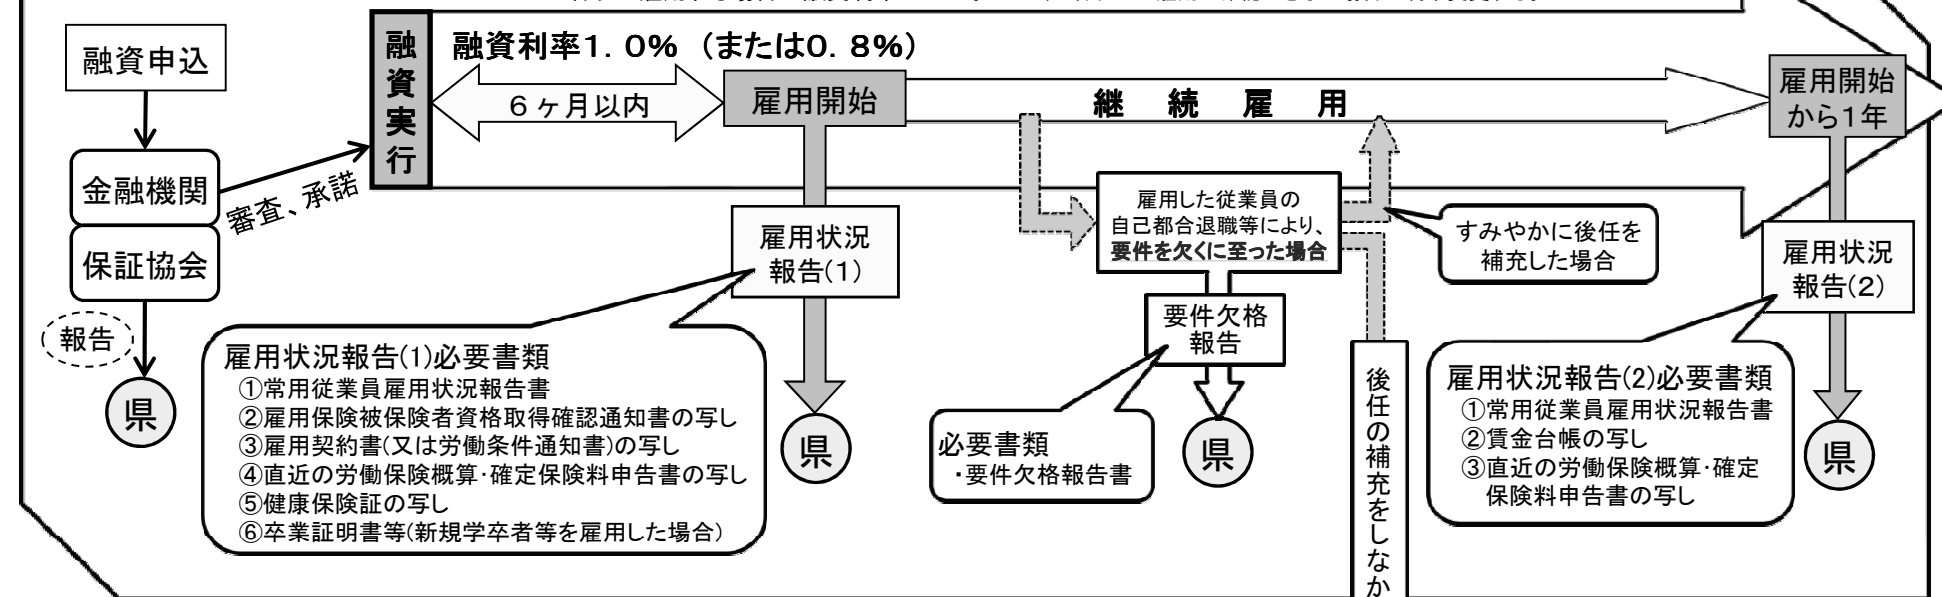 融資申込
金融機関
保証協会
審査、承諾
報告
県
融資実行
融資利率1.0% (または0.8%)
6ヶ月以内
雇用開始
継続雇用
雇用開始
から1年
雇用状況
報告(1)
雇用状況報告(1)必要書類
①常用従業員雇用状況報告書
②雇用保険被保険者資格取得確認通知書の写し
③雇用契約書(又は労働条件通知書)の写し
④直近の労働保険概算・確定保険料申告書の写し
⑤健康保険証の写し
⑥卒業証明書等(新規学卒者等を雇用した場合)
県
雇用した従業員の
自己都合退職等により、
要件を欠くに至った場合
すみやかに後任を
補充した場合
要件欠格
報告
必要書類
・要件欠格報告書
県
後任の補充をしなか
雇用状況
報告(2)
雇用状況報告(2)必要書類
①常用従業員雇用状況報告書
②賃金台帳の写し
③直近の労働保険概算・確定
保険料申告書の写し
県